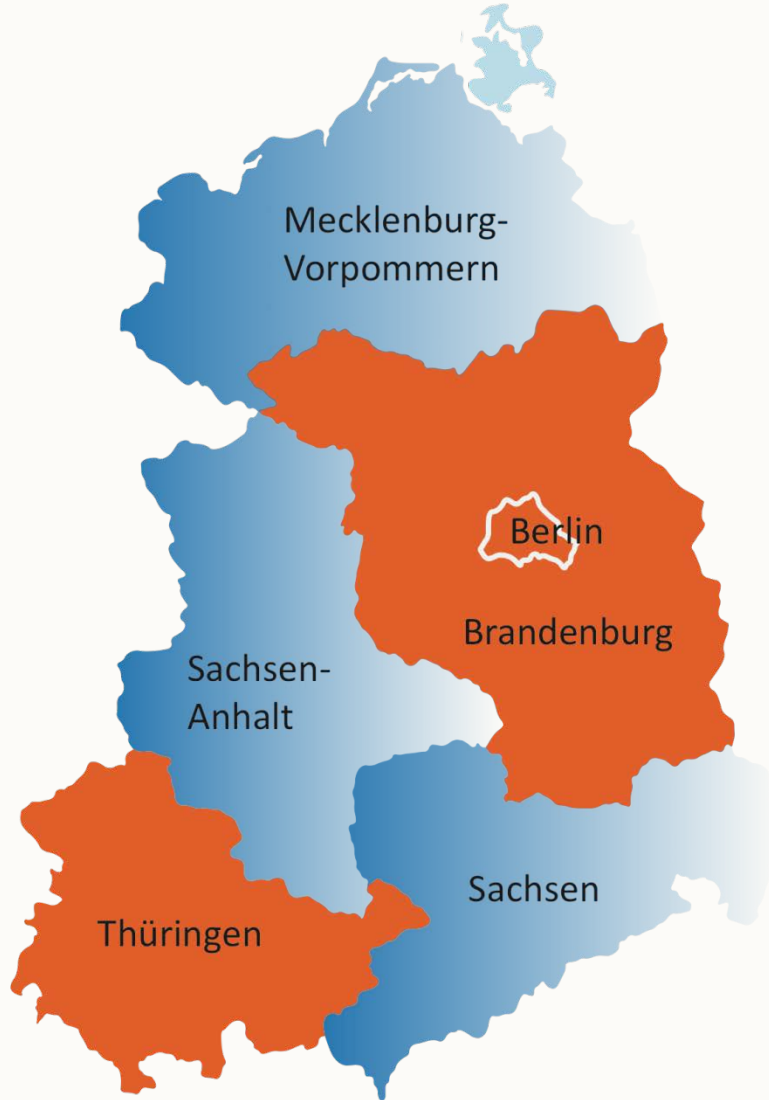 Mecklenburg-
Vorpommern
Berlin
Brandenburg
Sachsen-
Anhalt
Sachsen
Thüringen